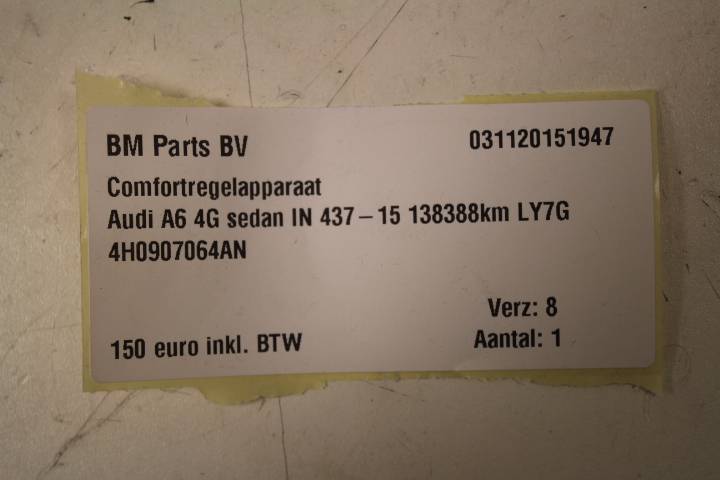 BM Parts BV 031120151947
Comfortregelapparaat
Audi A6 4G sedan IN 437-15 138388km LY7G
4H0907064AN
Verz: 8
150 euro inkl. BTW Aantal: 1